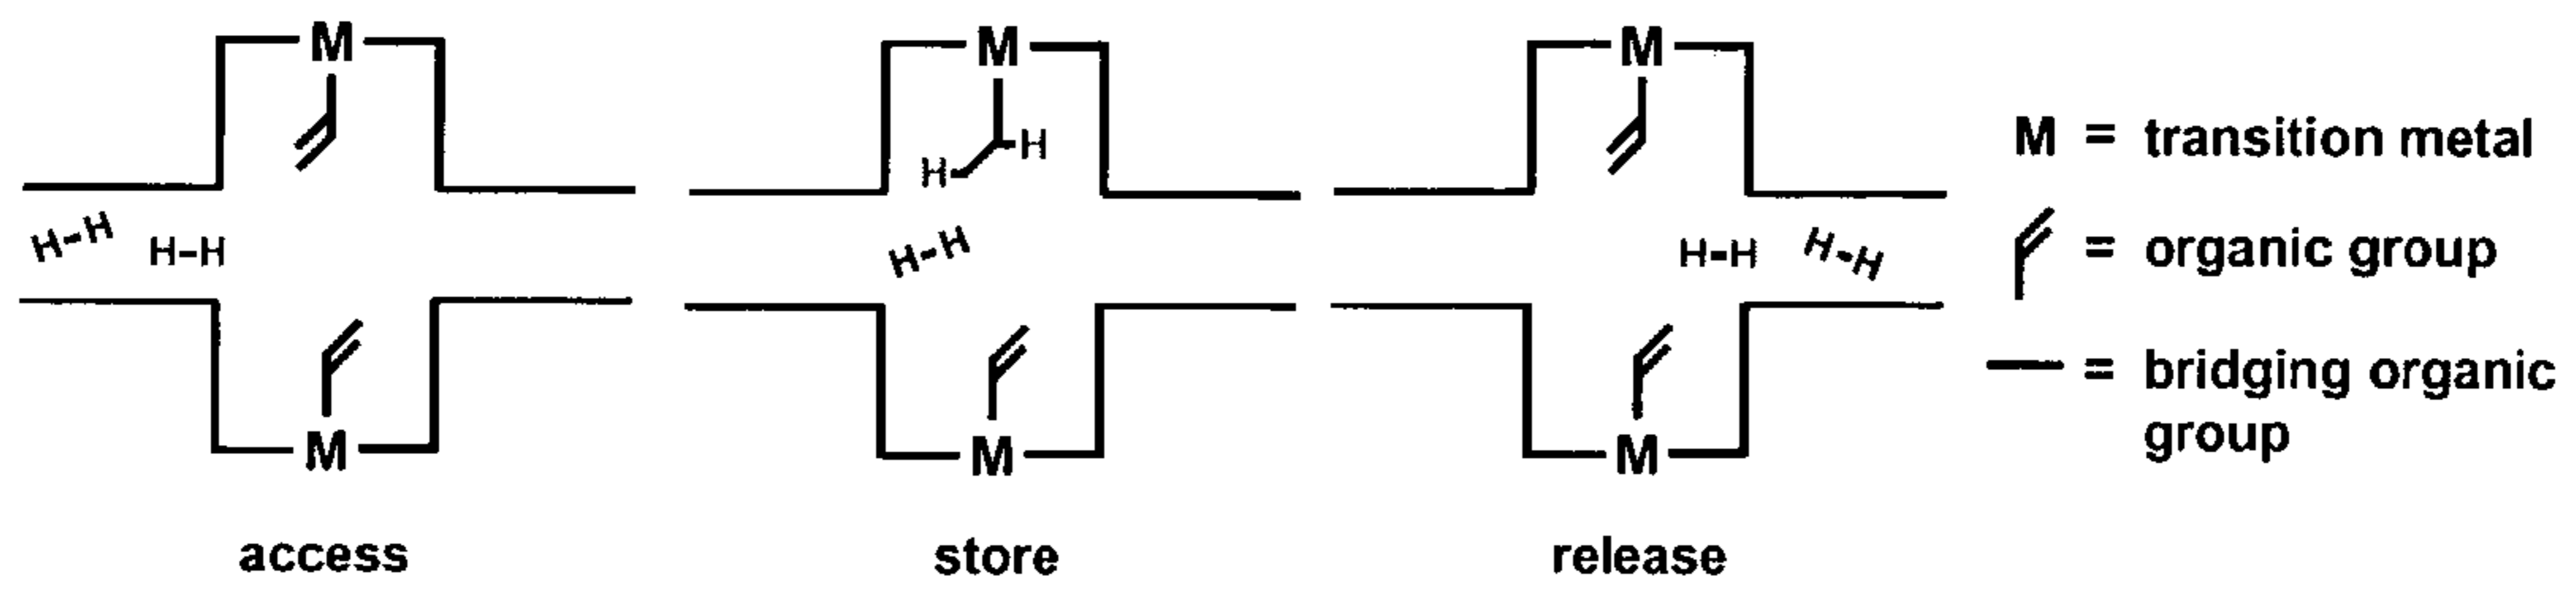 M
H-H
H-H
M
access
M
H
H
H-H
M
store
M
H-H
H-H
M
release
M = transition metal
= organic group
= bridging organic
group